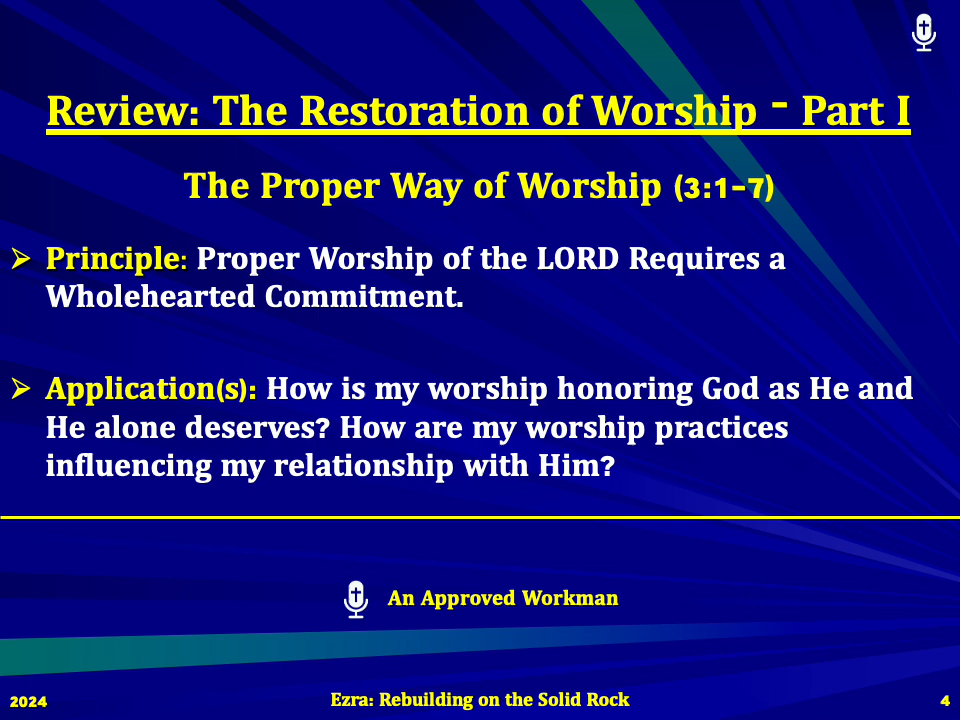 Review: The Restoration of Worship - Part I
The Proper Way of Worship (3:1-7)
➢ Principle: Proper Worship of the LORD Requires a
Wholehearted Commitment.
➢ Application(s): How is my worship honoring God as He and
He alone deserves? How are my worship practices
influencing my relationship with Him?
An Approved Workman
2024 Ezra: Rebuilding on the Solid Rock 4